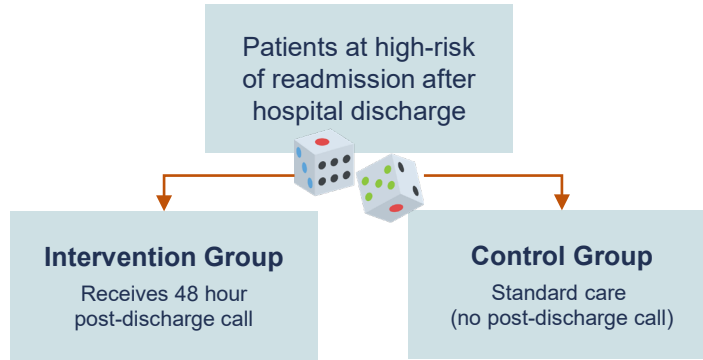 Patients at high-risk
of readmission after
hospital discharge
Intervention Group
Receives 48 hour
post-discharge call
Control Group
Standard care
(no post-discharge call)